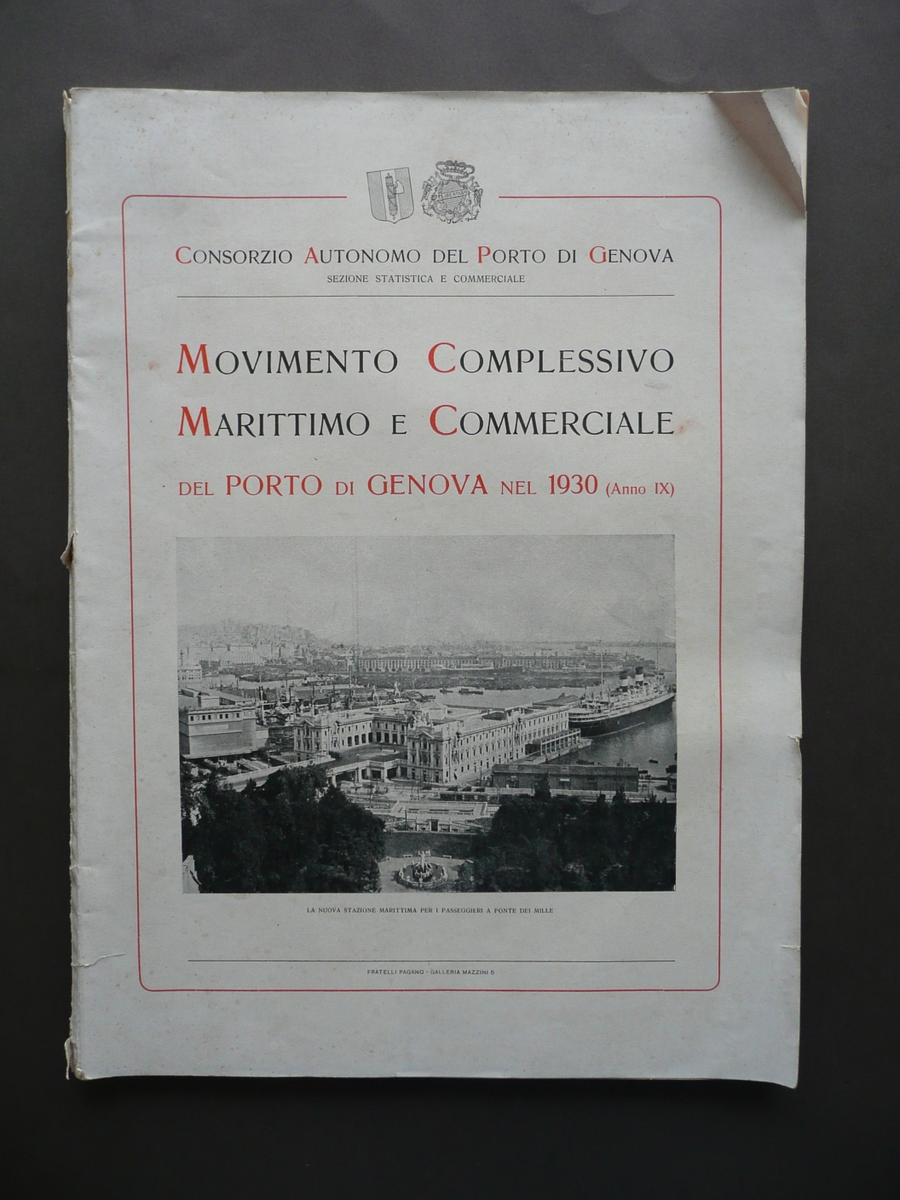 Consorzio Autonomo del Porto di Genova
SEZIONE STATISTICA E COMMERCIALE
Movimento Complessivo
Marittimo e Commerciale
DEL PORTO DI GENOVA NEL 1930 (Anno IX)
LA NUOVA STAZIONE MARITTIMA PER I PASSEGGIERI A PONTE DEI MILLE
FRATELLI PAGANO - GALLERIA MAZZINI 5